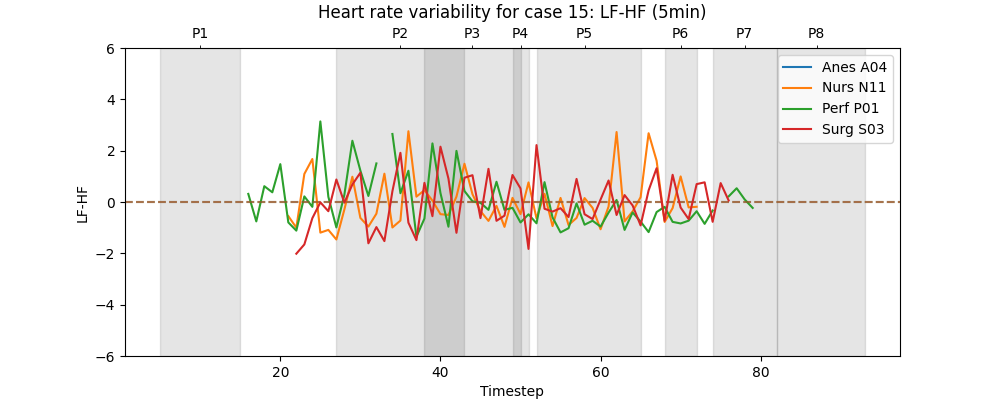 Heart rate variability for case 15: LF-HF (5min)
P1 P2 P3 P4 P5 P6 P7 P8
6
4
2
0
−2
−4
−6
LF-HF
Anes A04
Nurs N11
Perf P01
Surg S03
20 40 60 80
Timestep